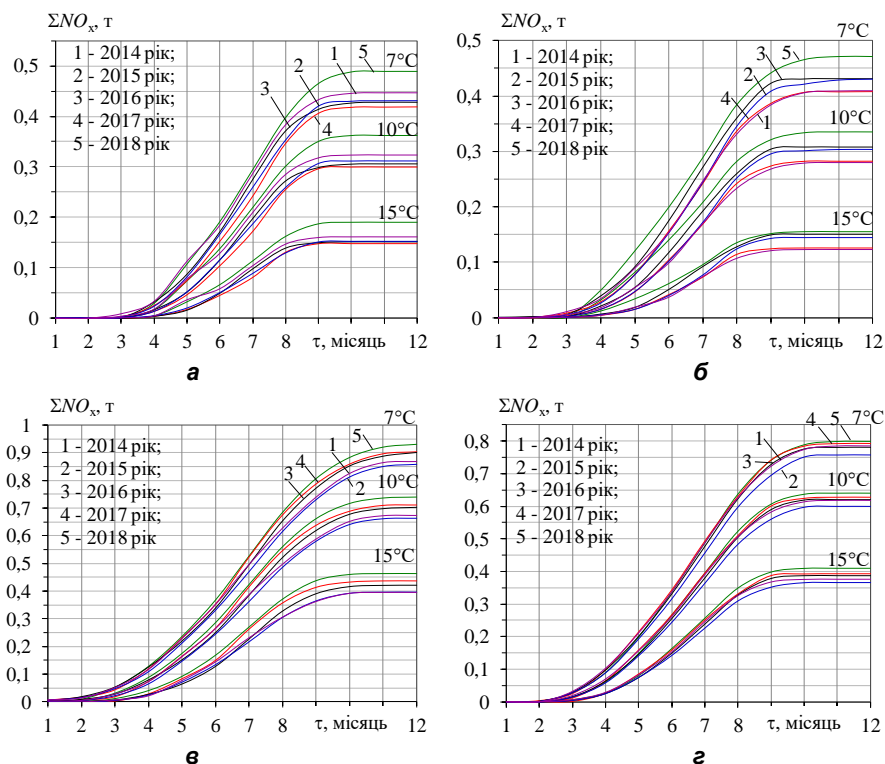 ΣNOₓ, т
7°C
1 - 2014 рік;
2 - 2015 рік;
3 - 2016 рік;
4 - 2017 рік;
5 - 2018 рік
0,5
0,4
0,3
0,2
0,1
0
3 2 1 5
4
10°C
15°C
1 2 3 4 5 6 7 8 τ, місяць 12
а
ΣNOₓ, т
7°C
1 - 2014 рік;
2 - 2015 рік;
3 - 2016 рік;
4 - 2017 рік;
5 - 2018 рік
0,5
0,4
0,3
0,2
0,1
0
3 5
2
4 1
10°C
15°C
1 2 3 4 5 6 7 8 τ, місяць 12
б
ΣNOₓ, т
7°C
1 - 2014 рік;
2 - 2015 рік;
3 - 2016 рік;
4 - 2017 рік;
5 - 2018 рік
1
0,9
0,8
0,7
0,6
0,5
0,4
0,3
0,2
0,1
0
3 4 1 5
2
10°C
15°C
1 2 3 4 5 6 7 8 τ, місяць 12
в
ΣNOₓ, т
4 5 7°C
1 - 2014 рік;
2 - 2015 рік;
3 - 2016 рік;
4 - 2017 рік;
5 - 2018 рік
0,8
0,7
0,6
0,5
0,4
0,3
0,2
0,1
0
1
3
2
10°C
15°C
1 2 3 4 5 6 7 8 τ, місяць 12
г